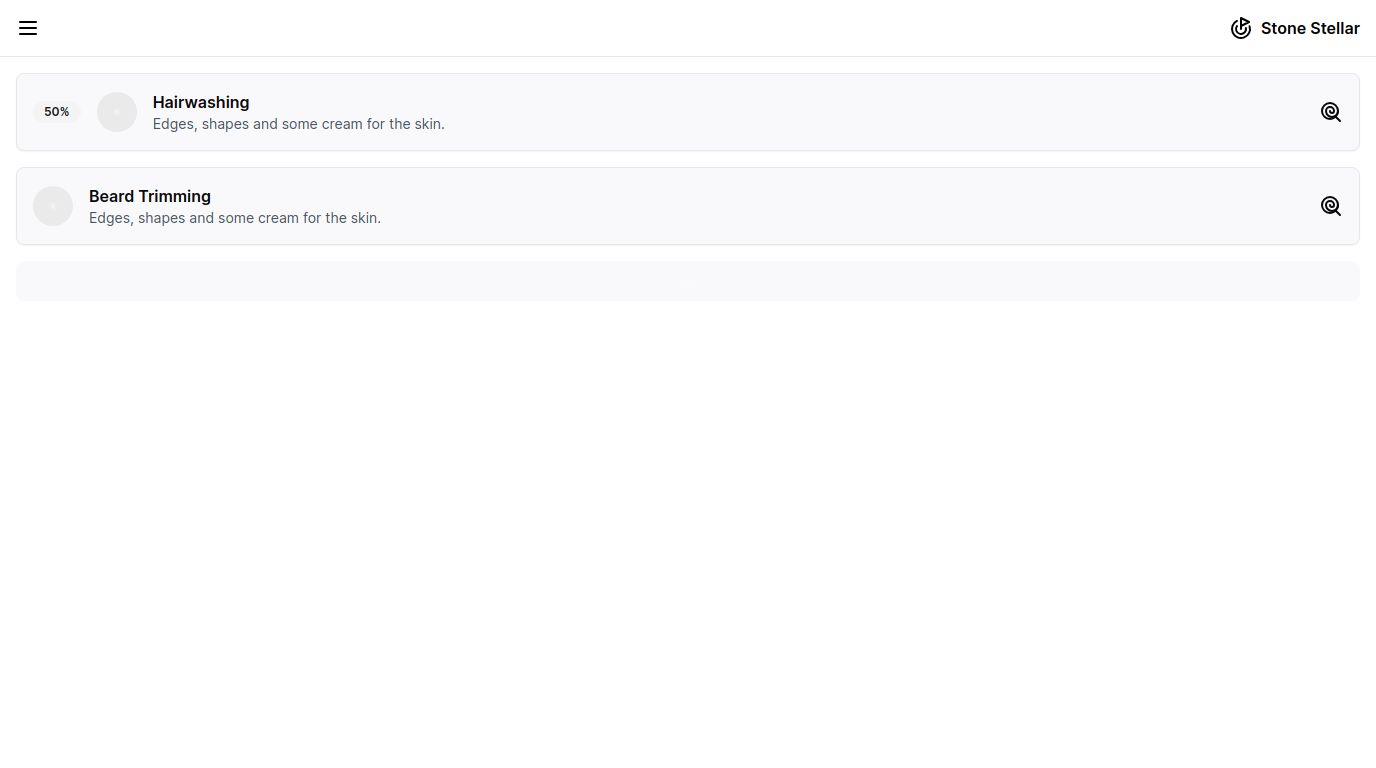 Stone Stellar
50%
Hairwashing
Edges, shapes and some cream for the skin.
Beard Trimming
Edges, shapes and some cream for the skin.